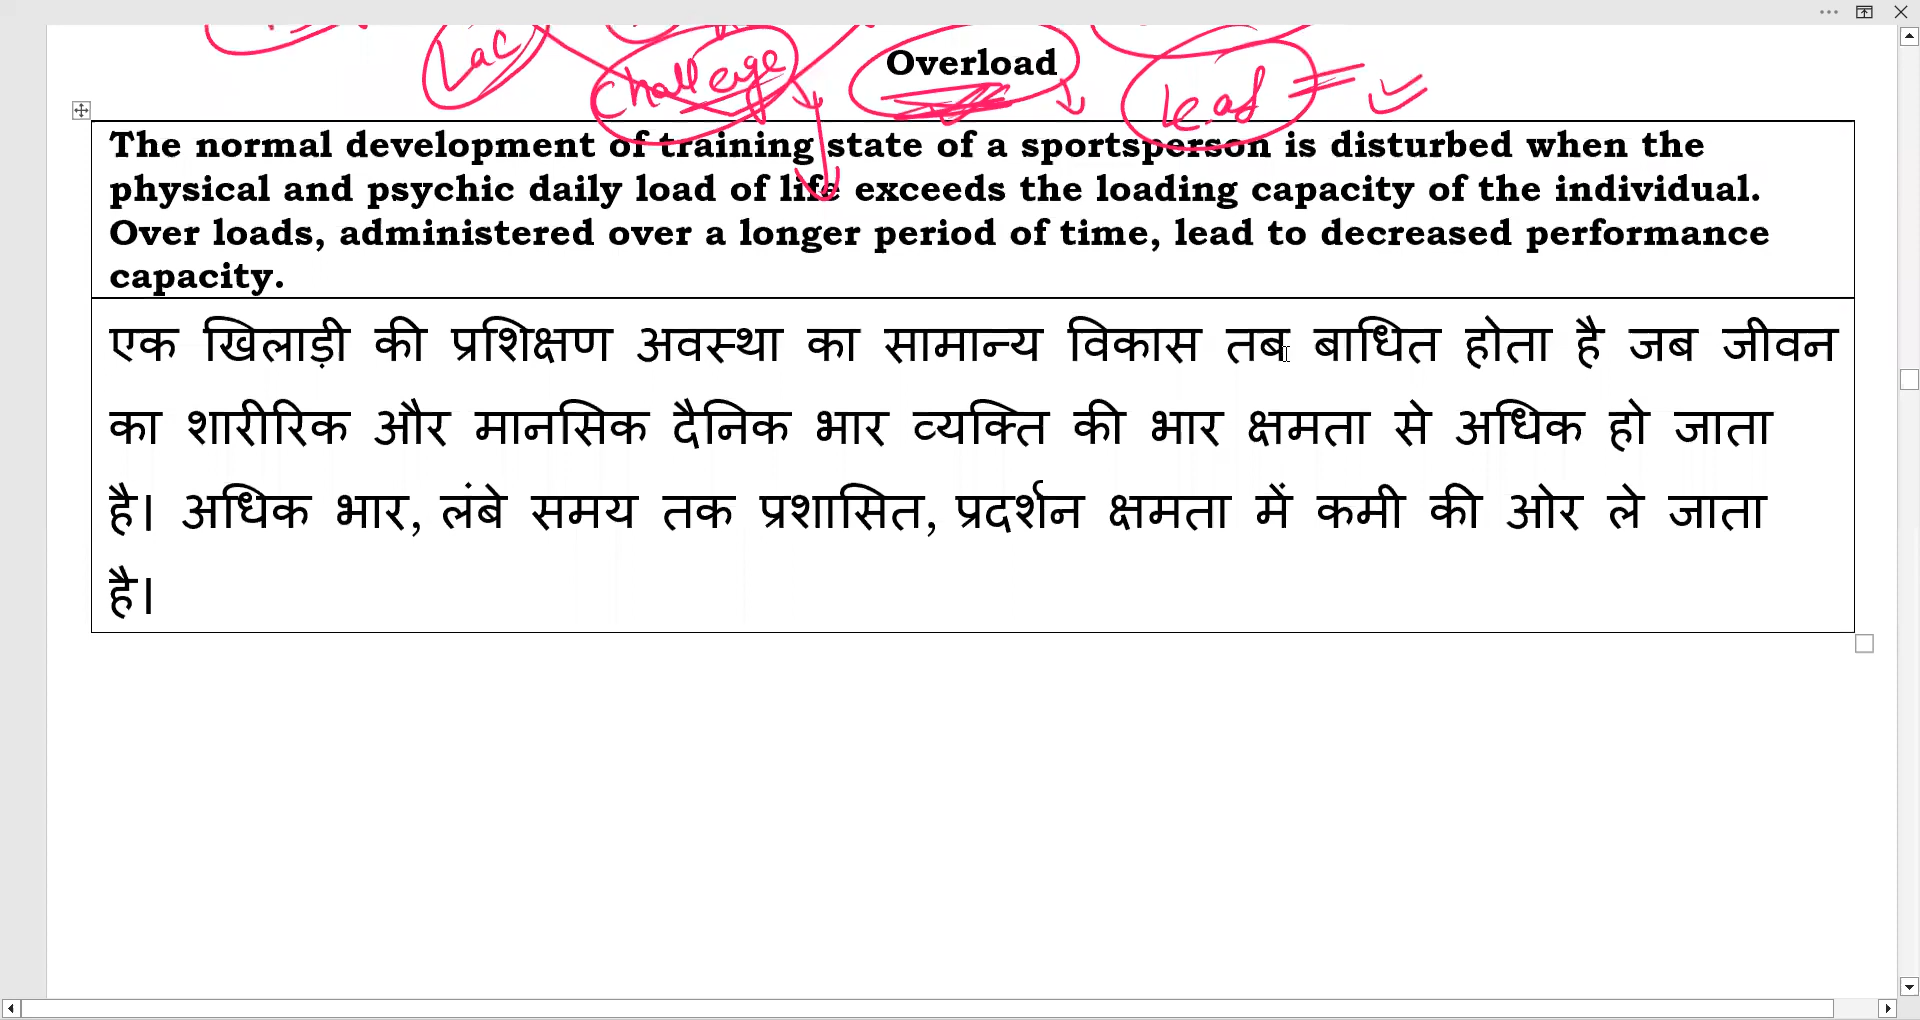 Lac
challenge
Overload
Load
The normal development of training state of a sportsperson is disturbed when the
physical and psychic daily load of life exceeds the loading capacity of the individual.
Over loads, administered over a longer period of time, lead to decreased performance
capacity.
एक खिलाड़ी की प्रशिक्षण अवस्था का सामान्य विकास तब बाधित होता है जब जीवन
का शारीरिक और मानसिक दैनिक भार व्यक्ति की भार क्षमता से अधिक हो जाता
है। अधिक भार, लंबे समय तक प्रशासित, प्रदर्शन क्षमता में कमी की ओर ले जाता
है।